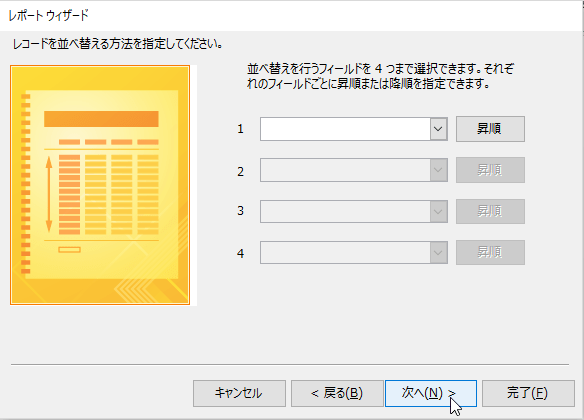 レポート ウィザード
レコードを並べ替える方法を指定してください。
並べ替えを行うフィールドを 4 つまで選択できます。それぞ
れのフィールドごとに昇順または降順を指定できます。
1 昇順
2 昇順
3 昇順
4 昇順
キャンセル < 戻る(B) 次へ(N) > 完了(F)